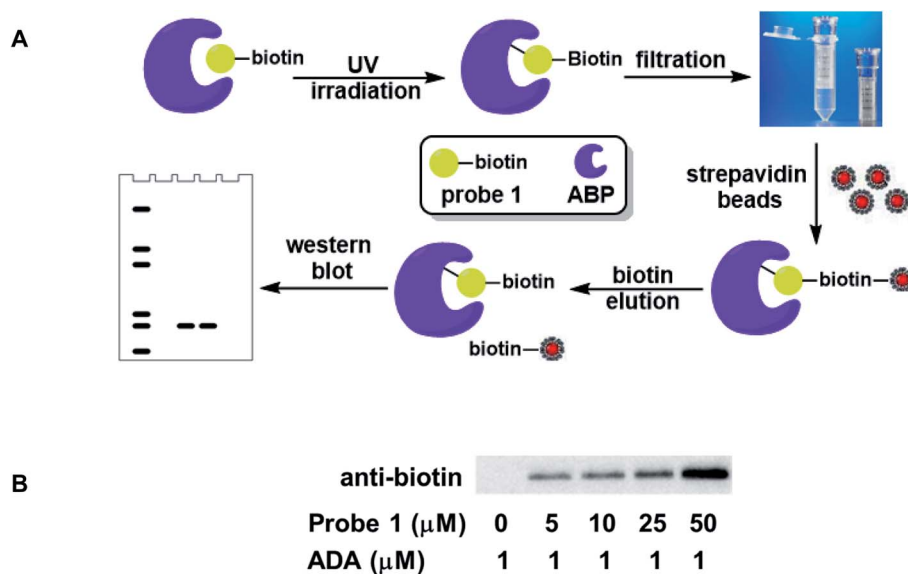 A
biotin
UV
irradiation
Biotin
filtration
biotin
probe 1
ABP
strepavidin
beads
western
blot
biotin
biotin
elution
biotin
biotin
B
anti-biotin
Probe 1 (μM) 0 5 10 25 50
ADA (μM) 1 1 1 1 1